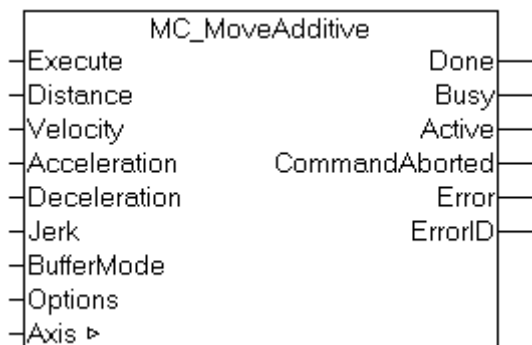 MC_MoveAdditive
Execute Done
Distance Busy
Velocity Active
Acceleration CommandAborted
Deceleration Error
Jerk ErrorID
BufferMode
Options
Axis ▷